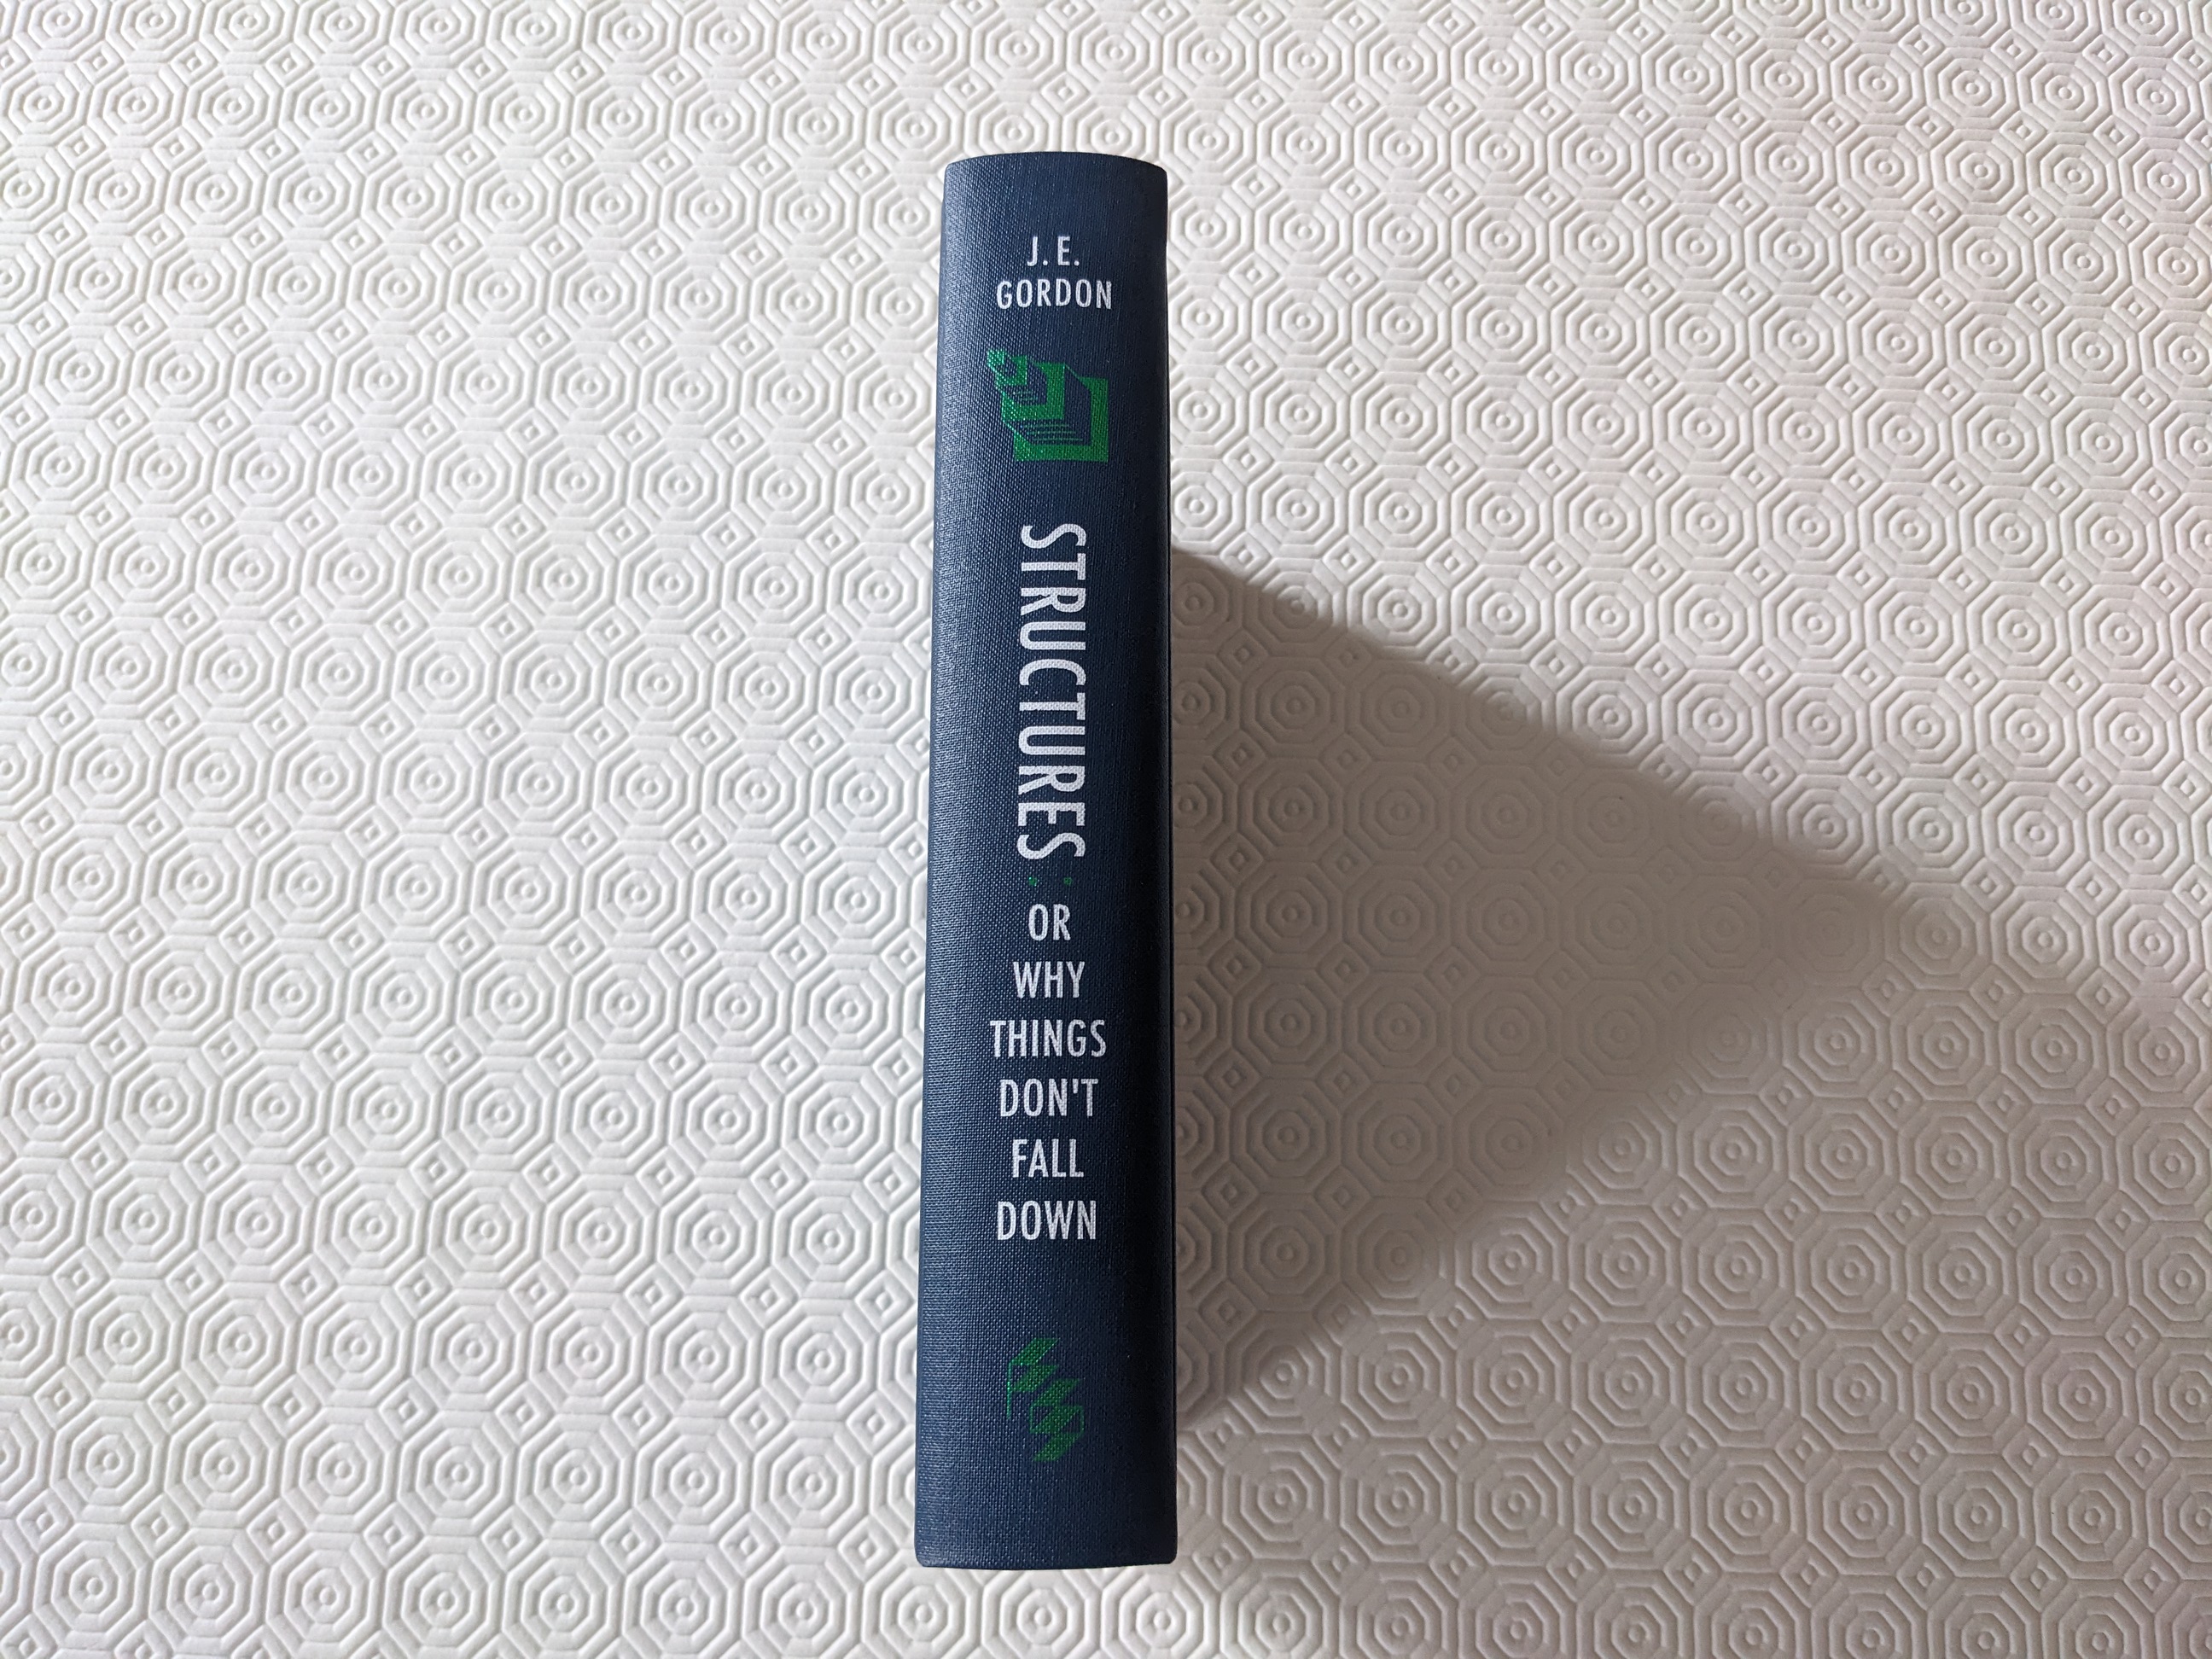 J. E.
GORDON
STRUCTURES:
OR
WHY
THINGS
DON'T
FALL
DOWN